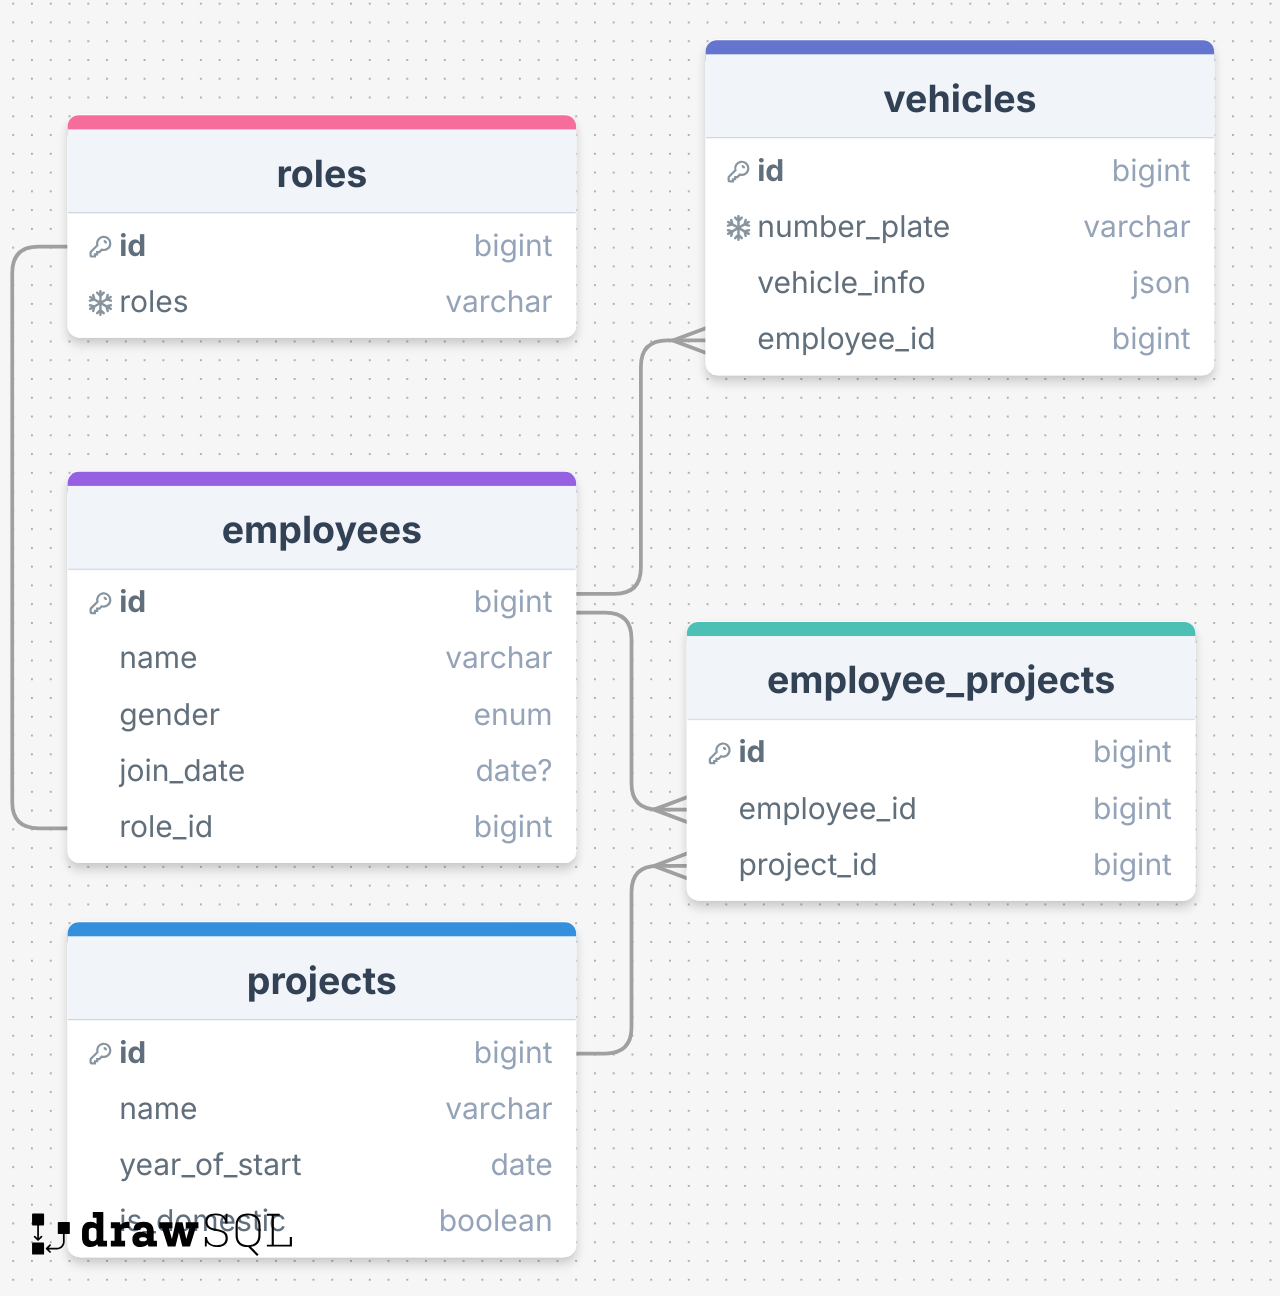 roles
id bigint
roles varchar
vehicles
id bigint
number_plate varchar
vehicle_info json
employee_id bigint
employees
id bigint
name varchar
gender enum
join_date date?
role_id bigint
employee_projects
id bigint
employee_id bigint
project_id bigint
projects
id bigint
name varchar
year_of_start date
is_domestic boolean
drawSQL